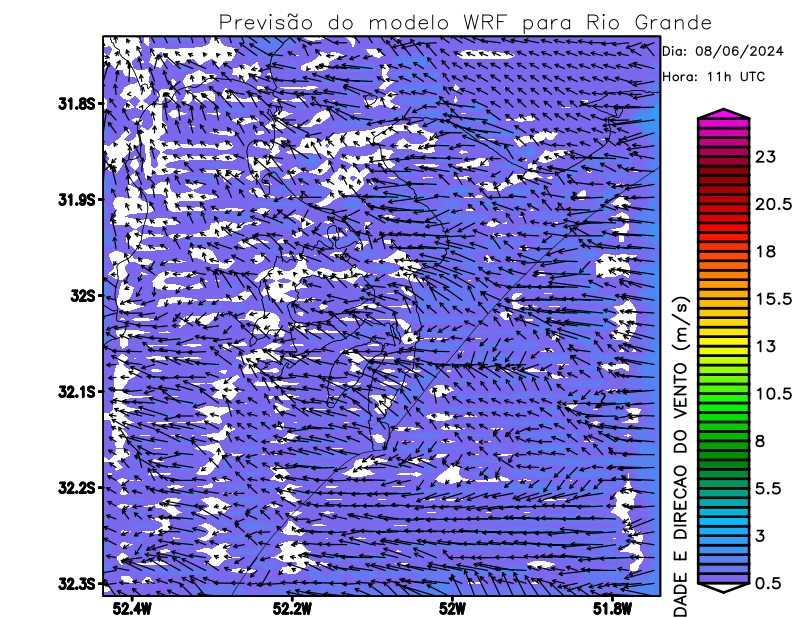 Previsão do modelo WRF para Rio Grande
Dia: 08/06/2024
Hora: 11h UTC
31.8S
31.9S
32S
32.1S
32.2S
32.3S
52.4W
52.2W
52W
51.8W
23
20.5
18
15.5
13
10.5
8
5.5
3
0.5
DADE E DIRECAO DO VENTO (m/s)